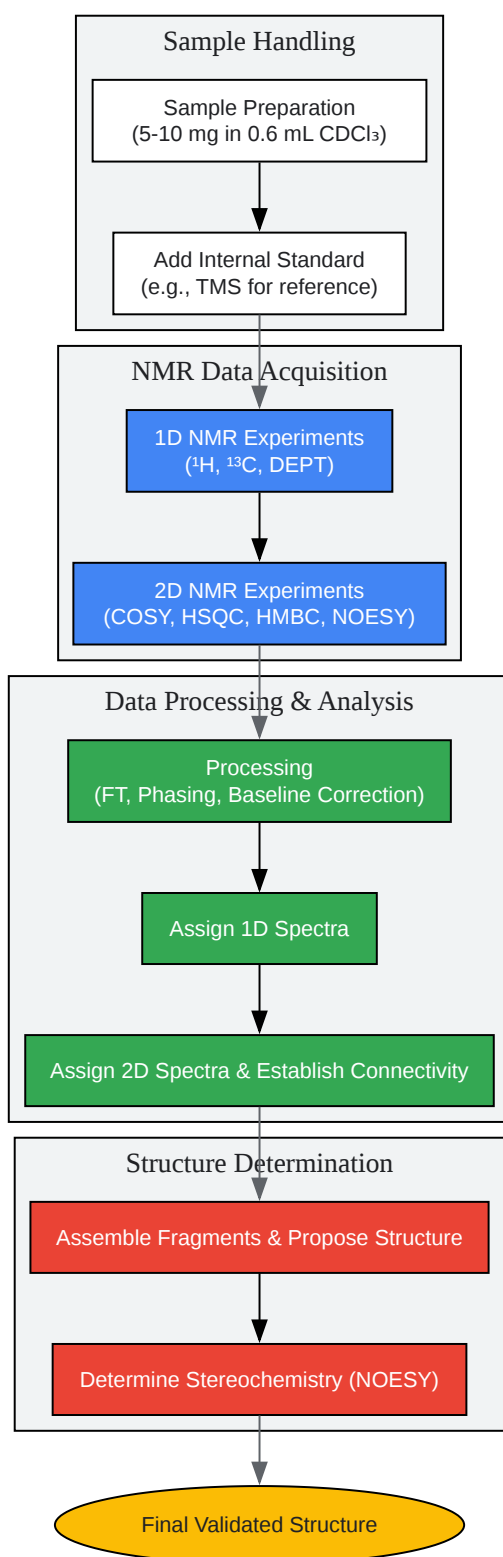 Sample Handling
Sample Preparation
(5-10 mg in 0.6 mL CDCl₃)
Add Internal Standard
(e.g., TMS for reference)
NMR Data Acquisition
1D NMR Experiments
(¹H, ¹³C, DEPT)
2D NMR Experiments
(COSY, HSQC, HMBC, NOESY)
Data Processing & Analysis
Processing
(FT, Phasing, Baseline Correction)
Assign 1D Spectra
Assign 2D Spectra & Establish Connectivity
Structure Determination
Assemble Fragments & Propose Structure
Determine Stereochemistry (NOESY)
Final Validated Structure